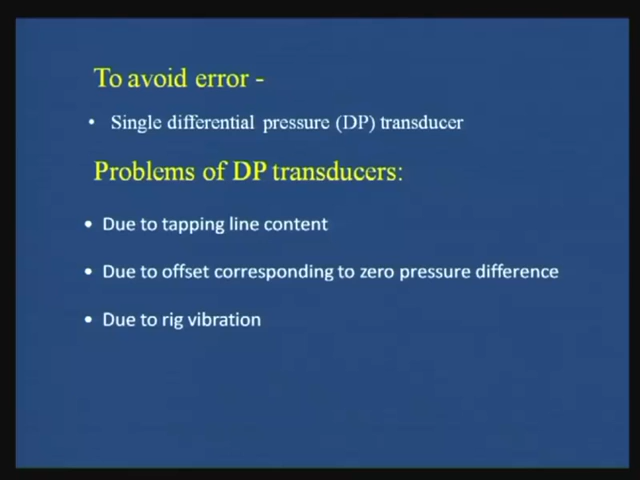 To avoid error -
• Single differential pressure (DP) transducer
Problems of DP transducers:
• Due to tapping line content
• Due to offset corresponding to zero pressure difference
• Due to rig vibration